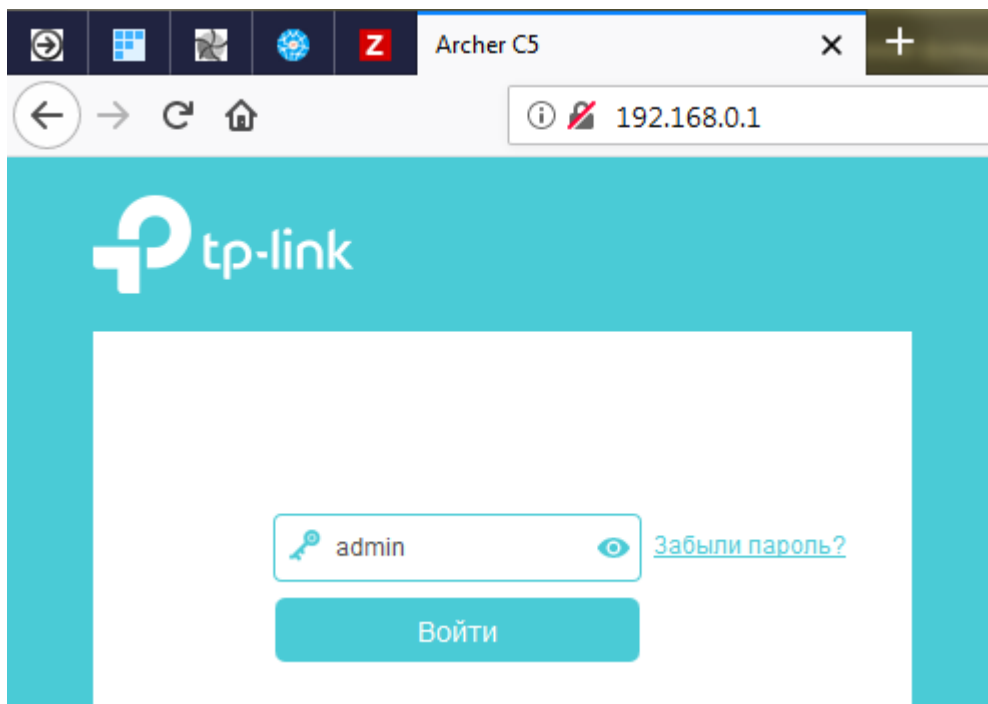 Z
Archer C5
192.168.0.1
tp-link
admin
Забыли пароль?
Войти